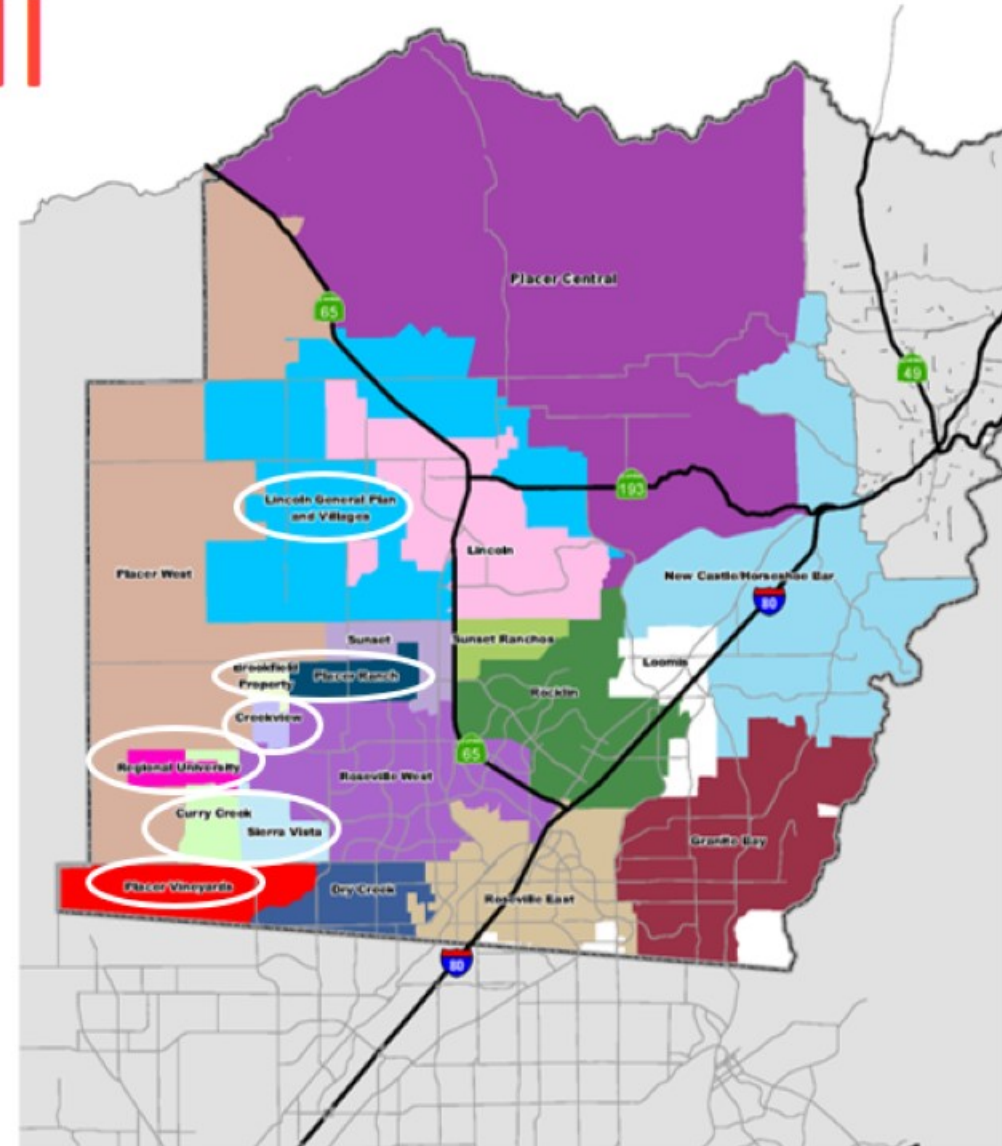 Placer Central
65
49
193
Lincoln General Plan
and Villages
Lincoln
Placer West
New Castle/Horseshoe Bar
80
Sunset
Sunset Ranchos
Loomis
Brookfield
Property
Placer Ranch
Rocklin
Creekview
65
Regional University
Roseville West
Curry Creek
Sierra Vista
Granite Bay
Placer Vineyards
Dry Creek
Roseville East
80